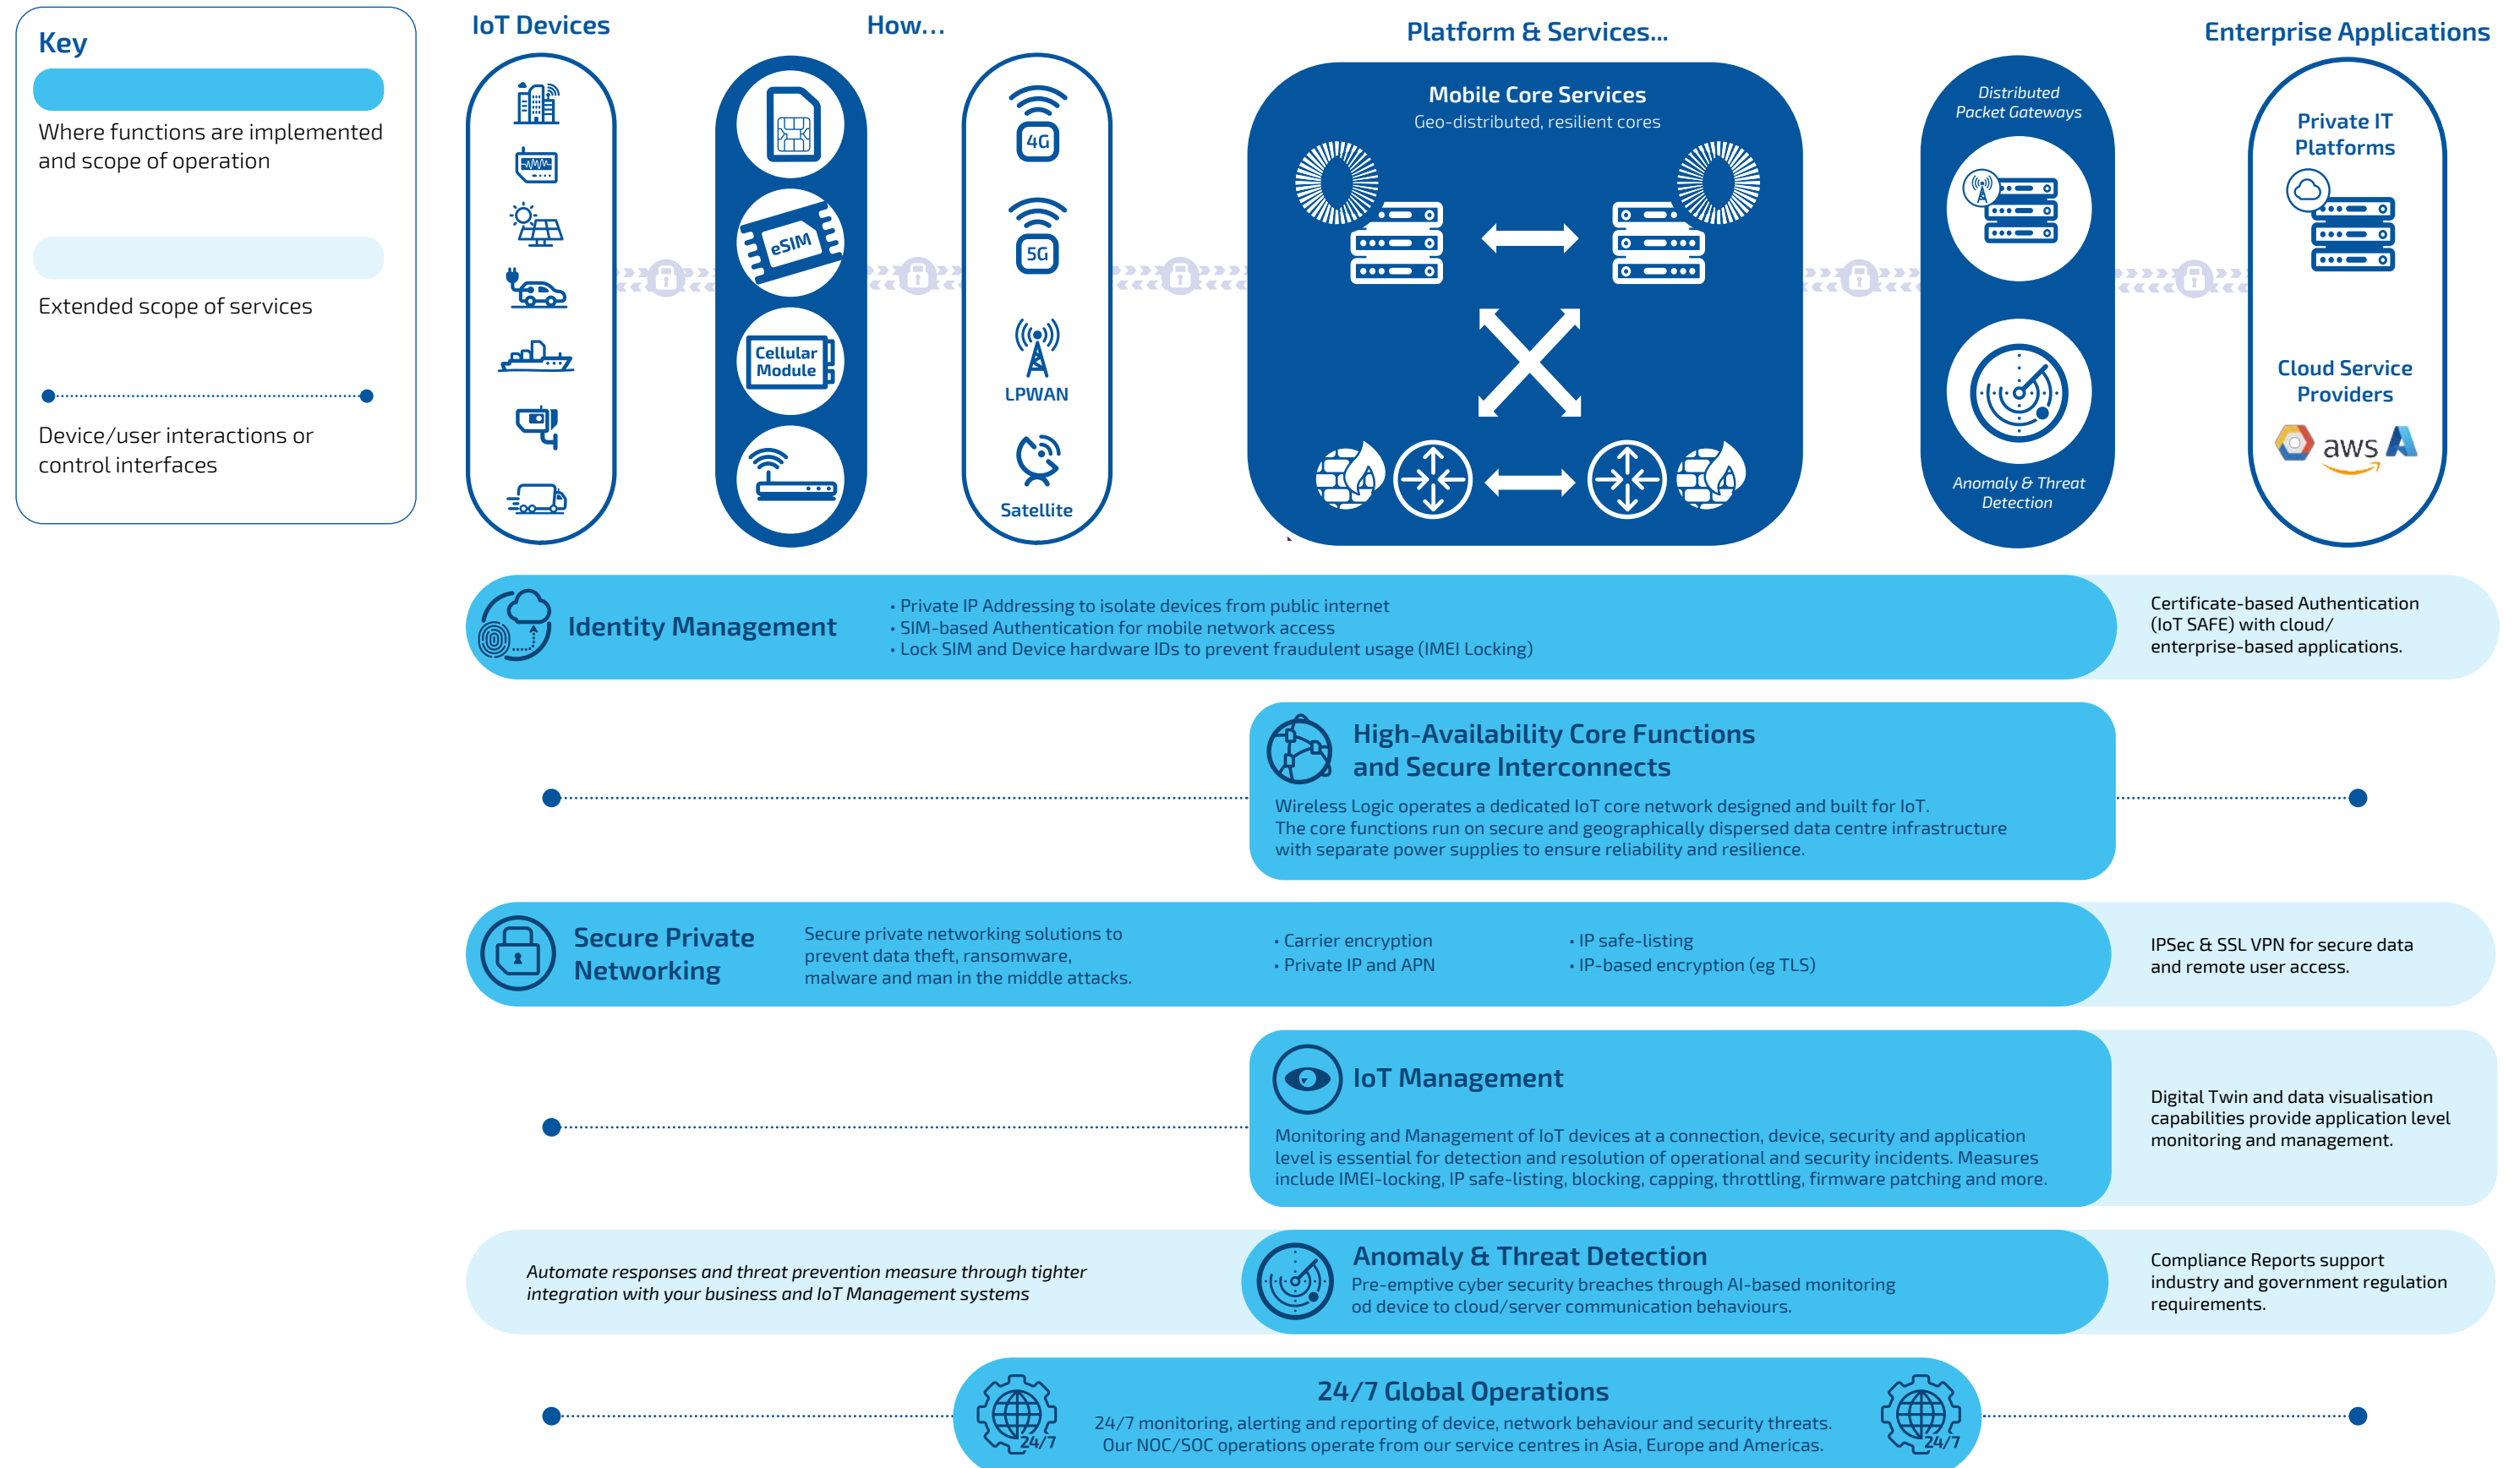 Key
Where functions are implemented
and scope of operation
Extended scope of services
Device/user interactions or
control interfaces
IoT Devices
How...
Platform & Services...
Enterprise Applications
eSIM
Cellular
Module
4G
5G
LPWAN
Satellite
Mobile Core Services
Geo-distributed, resilient cores
Distributed
Packet Gateways
Anomaly & Threat
Detection
Private IT
Platforms
Cloud Service
Providers
aws
Identity Management
• Private IP Addressing to isolate devices from public internet
• SIM-based Authentication for mobile network access
• Lock SIM and Device hardware IDs to prevent fraudulent usage (IMEI Locking)
Certificate-based Authentication
(IoT SAFE) with cloud/
enterprise-based applications.
High-Availability Core Functions
and Secure Interconnects
Wireless Logic operates a dedicated IoT core network designed and built for IoT.
The core functions run on secure and geographically dispersed data centre infrastructure
with separate power supplies to ensure reliability and resilience.
Secure Private
Networking
Secure private networking solutions to
prevent data theft, ransomware,
malware and man in the middle attacks.
• Carrier encryption
• Private IP and APN
• IP safe-listing
• IP-based encryption (eg TLS)
IPSec & SSL VPN for secure data
and remote user access.
IoT Management
Monitoring and Management of IoT devices at a connection, device, security and application
level is essential for detection and resolution of operational and security incidents. Measures
include IMEI-locking, IP safe-listing, blocking, capping, throttling, firmware patching and more.
Digital Twin and data visualisation
capabilities provide application level
monitoring and management.
Automate responses and threat prevention measure through tighter
integration with your business and IoT Management systems
Anomaly & Threat Detection
Pre-emptive cyber security breaches through AI-based monitoring
od device to cloud/server communication behaviours.
Compliance Reports support
industry and government regulation
requirements.
24/7
24/7 Global Operations
24/7 monitoring, alerting and reporting of device, network behaviour and security threats.
Our NOC/SOC operations operate from our service centres in Asia, Europe and Americas.
24/7